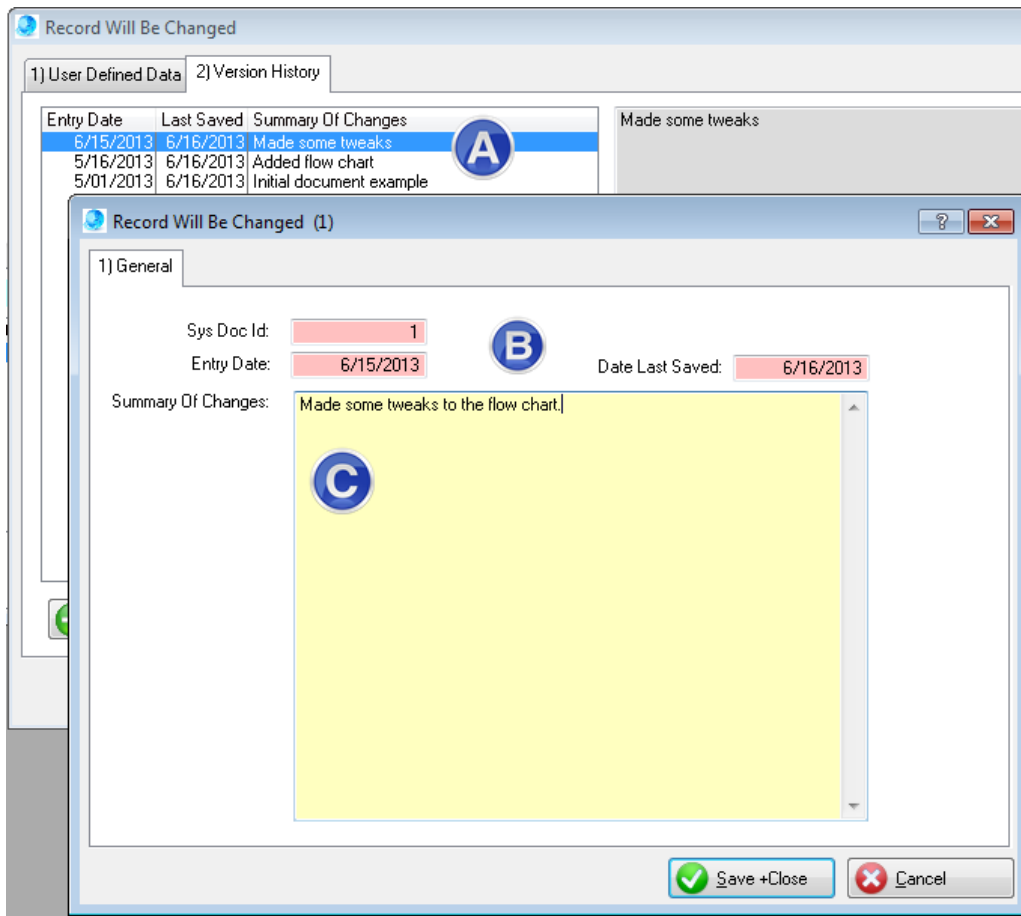 Record Will Be Changed
1) User Defined Data 2) Version History
Entry Date Last Saved Summary Of Changes
6/15/2013 6/16/2013 Made some tweaks
5/16/2013 6/16/2013 Added flow chart
5/01/2013 6/16/2013 Initial document example
A
Made some tweaks
Record Will Be Changed (1)
?
1) General
Sys Doc Id: 1
B
Entry Date: 6/15/2013 Date Last Saved: 6/16/2013
Summary Of Changes: Made some tweaks to the flow chart.
C
Save +Close Cancel